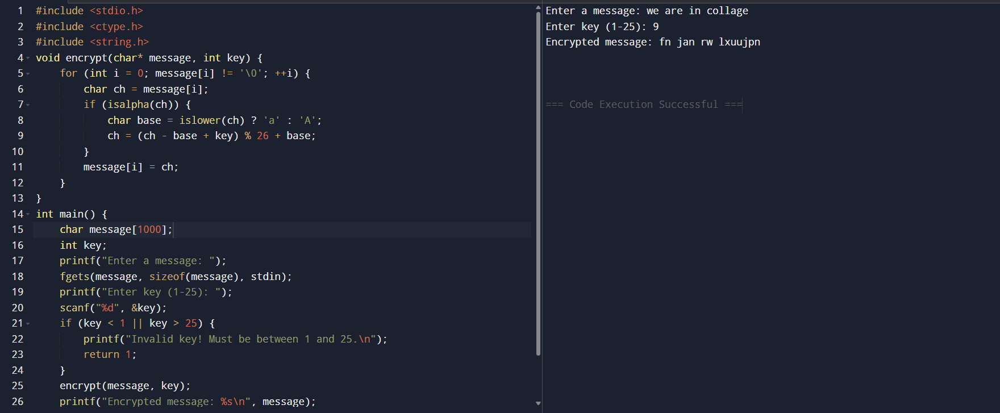 1 #include <stdio.h>
2 #include <ctype.h>
3 #include <string.h>
4 void encrypt(char* message, int key) {
5     for (int i = 0; message[i] != '\0'; ++i) {
6         char ch = message[i];
7         if (isalpha(ch)) {
8             char base = islower(ch) ? 'a' : 'A';
9             ch = (ch - base + key) % 26 + base;
10         }
11         message[i] = ch;
12     }
13 }
14 int main() {
15     char message[1000];
16     int key;
17     printf("Enter a message: ");
18     fgets(message, sizeof(message), stdin);
19     printf("Enter key (1-25): ");
20     scanf("%d", &key);
21     if (key < 1 || key > 25) {
22         printf("Invalid key! Must be between 1 and 25.\n");
23         return 1;
24     }
25     encrypt(message, key);
26     printf("Encrypted message: %s\n", message);
Enter a message: we are in collage
Enter key (1-25): 9
Encrypted message: fn jan rw lxuujpn
=== Code Execution Successful ===